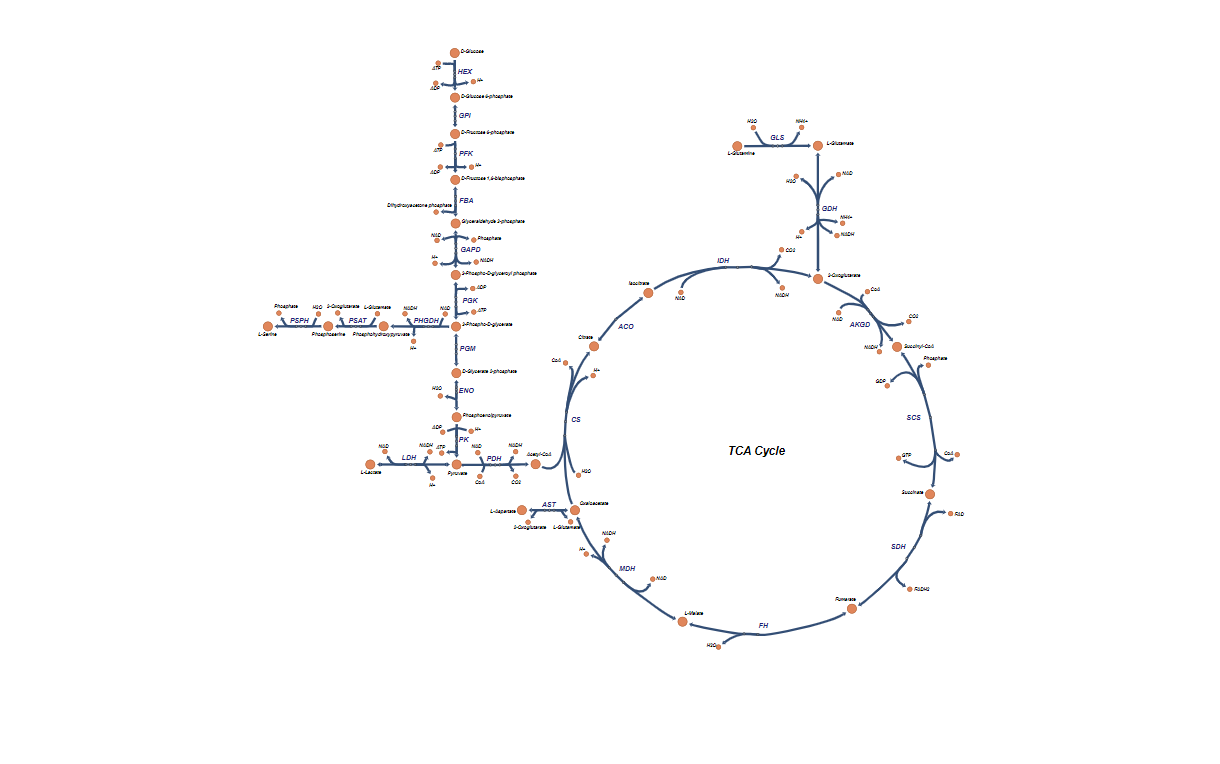 D-Glucose
ATP
HEX
ADP
H+
D-Glucose 6-phosphate
GPI
D-Fructose 6-phosphate
ATP
PFK
ADP
H+
D-Fructose 1,6-bisphosphate
FBA
Dihydroxyacetone phosphate
Glyceraldehyde 3-phosphate
NAD
Phosphate
GAPD
H+
NADH
3-Phospho-D-glyceroyl phosphate
ADP
PGK
ATP
3-Phospho-D-glycerate
Phosphate
H2O
PSPH
L-Serine
2-Oxoglutarate
L-Glutamate
PSAT
Phosphoserine
NADH
NAD
PHGDH
Phosphohydroxypyruvate
H+
PGM
D-Glycerate 2-phosphate
H2O
ENO
Phosphoenolpyruvate
ADP
H+
PK
ATP
NAD
NADH
LDH
L-Lactate
H+
Pyruvate
NAD
NADH
PDH
CoA
CO2
Acetyl-CoA
H2O
NH4+
GLS
L-Glutamine
L-Glutamate
H2O
NAD
GDH
NH4+
H+
NADH
CO2
IDH
2-Oxoglutarate
Isocitrate
NAD
NADH
CoA
NAD
CO2
AKGD
NADH
Succinyl-CoA
ACO
Citrate
CoA
H+
Phosphate
GDP
CS
SCS
TCA Cycle
GTP
CoA
H2O
Succinate
AST
L-Aspartate
Oxaloacetate
2-Oxoglutarate
L-Glutamate
FAD
NADH
H+
SDH
MDH
NAD
FADH2
Fumarate
L-Malate
FH
H2O